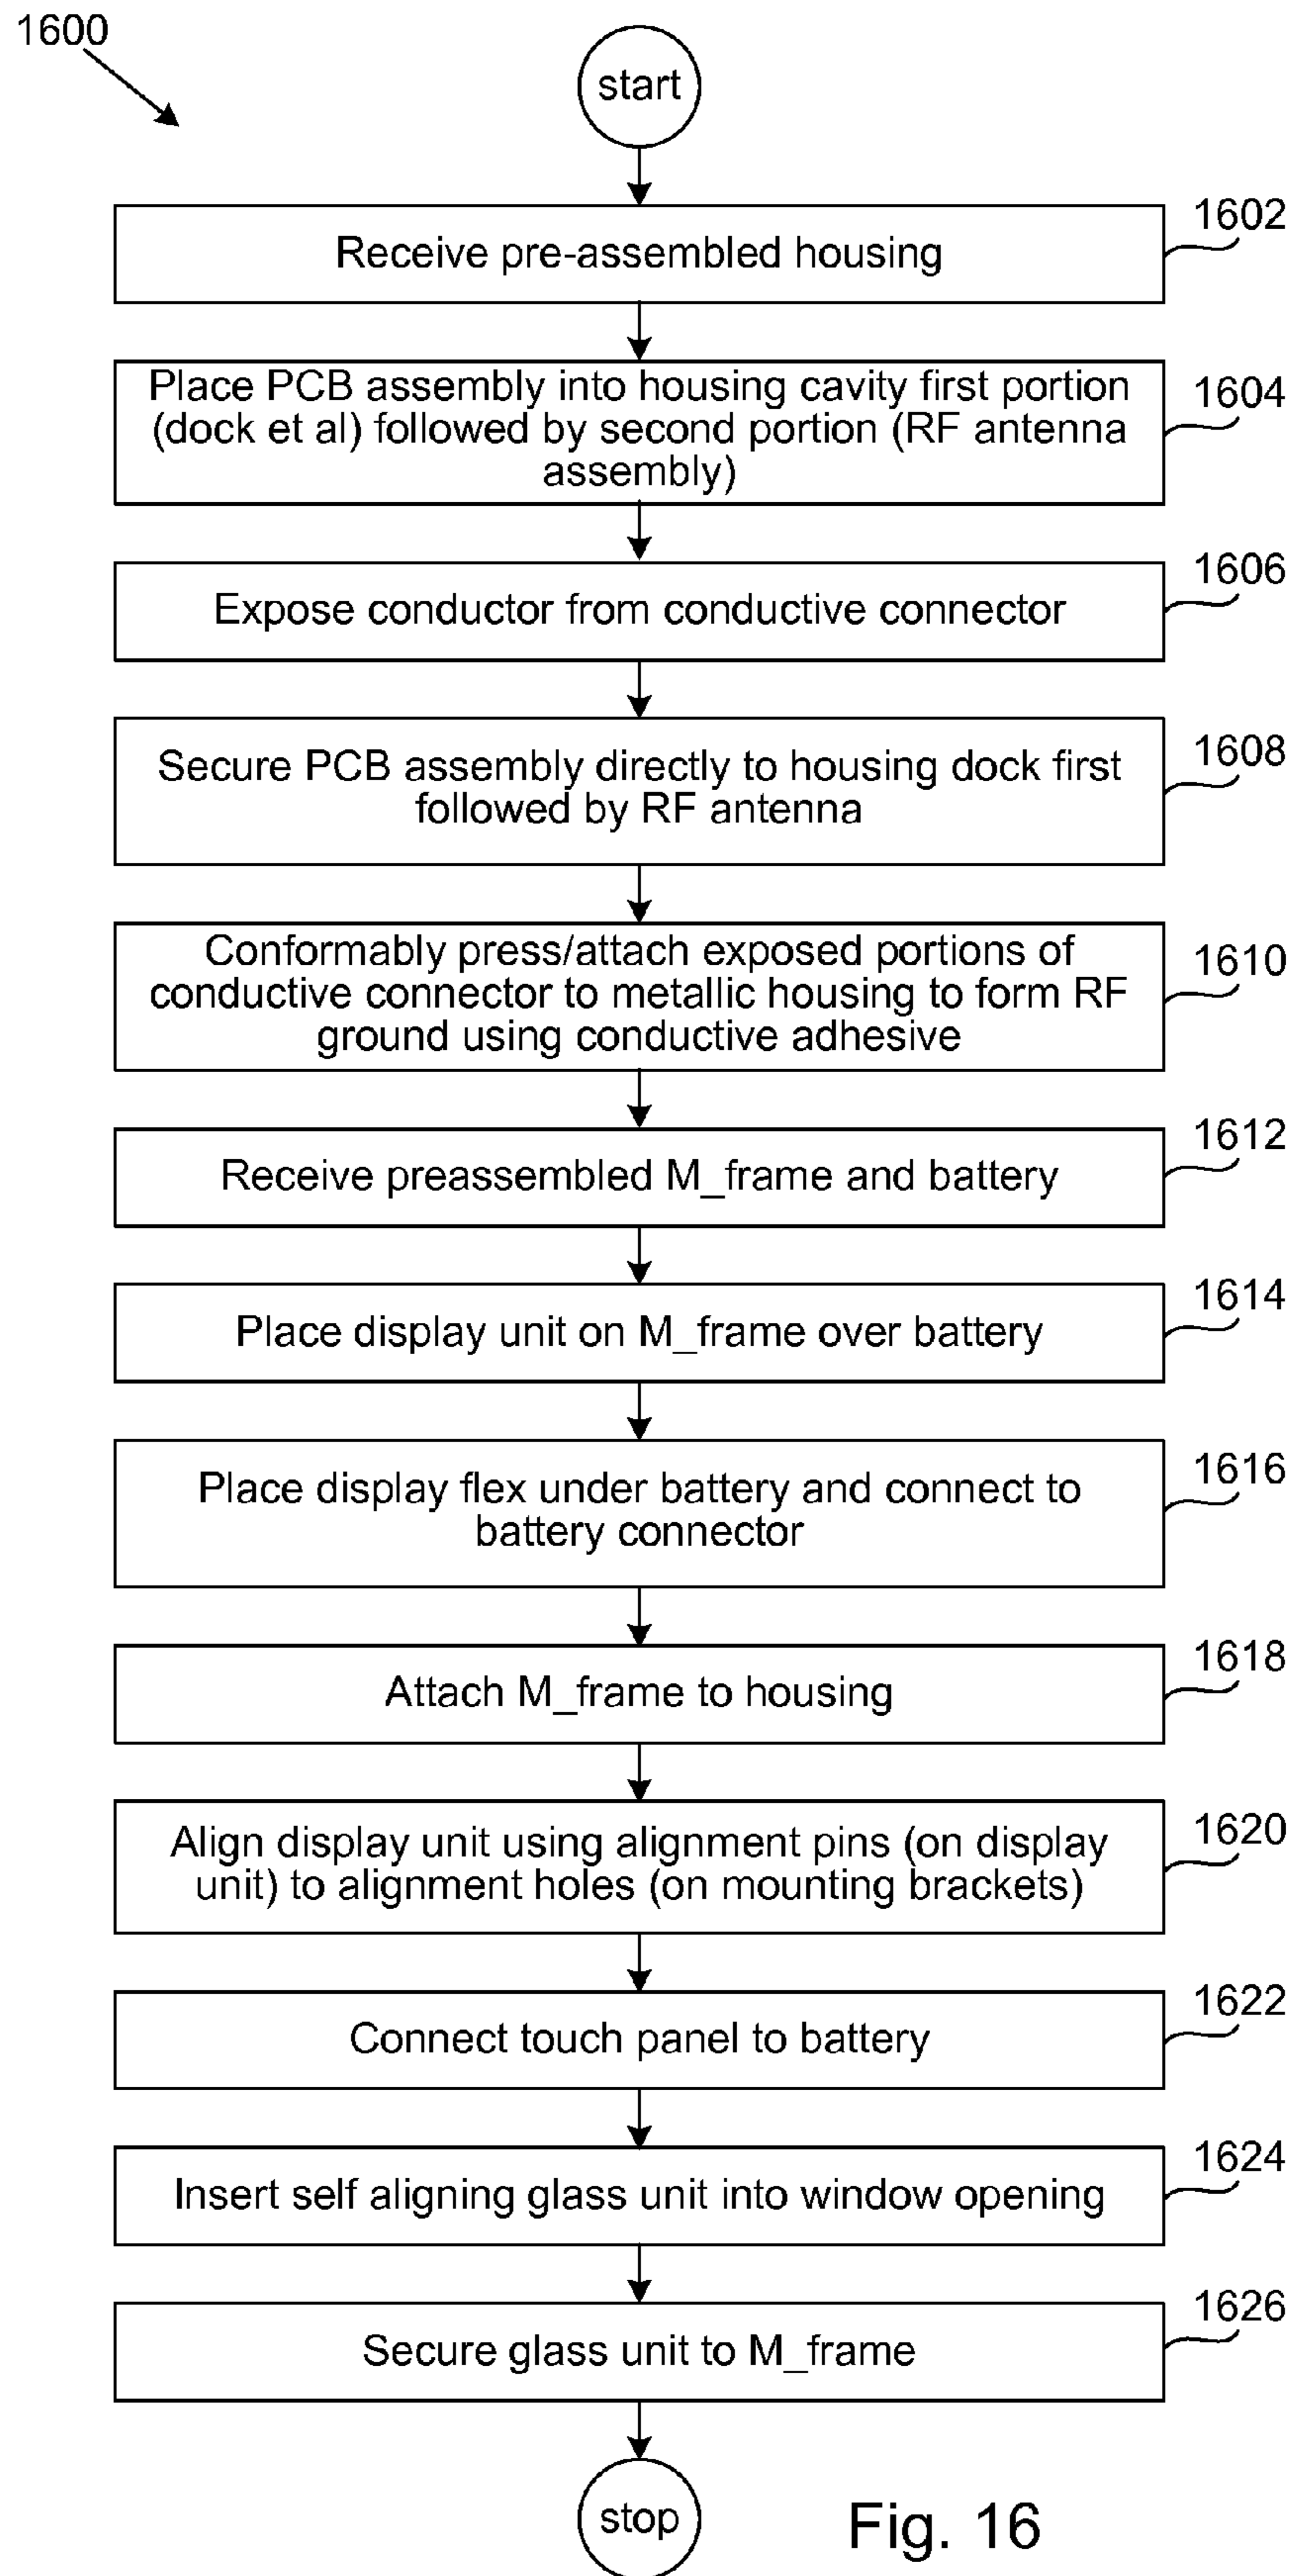 1600
start
Receive pre-assembled housing
1602
Place PCB assembly into housing cavity first portion
(dock et al) followed by second portion (RF antenna
assembly)
1604
Expose conductor from conductive connector
1606
Secure PCB assembly directly to housing dock first
followed by RF antenna
1608
Conformably press/attach exposed portions of
conductive connector to metallic housing to form RF
ground using conductive adhesive
1610
Receive preassembled M_frame and battery
1612
Place display unit on M_frame over battery
1614
Place display flex under battery and connect to
battery connector
1616
Attach M_frame to housing
1618
Align display unit using alignment pins (on display
unit) to alignment holes (on mounting brackets)
1620
Connect touch panel to battery
1622
Insert self aligning glass unit into window opening
1624
Secure glass unit to M_frame
1626
stop
Fig. 16